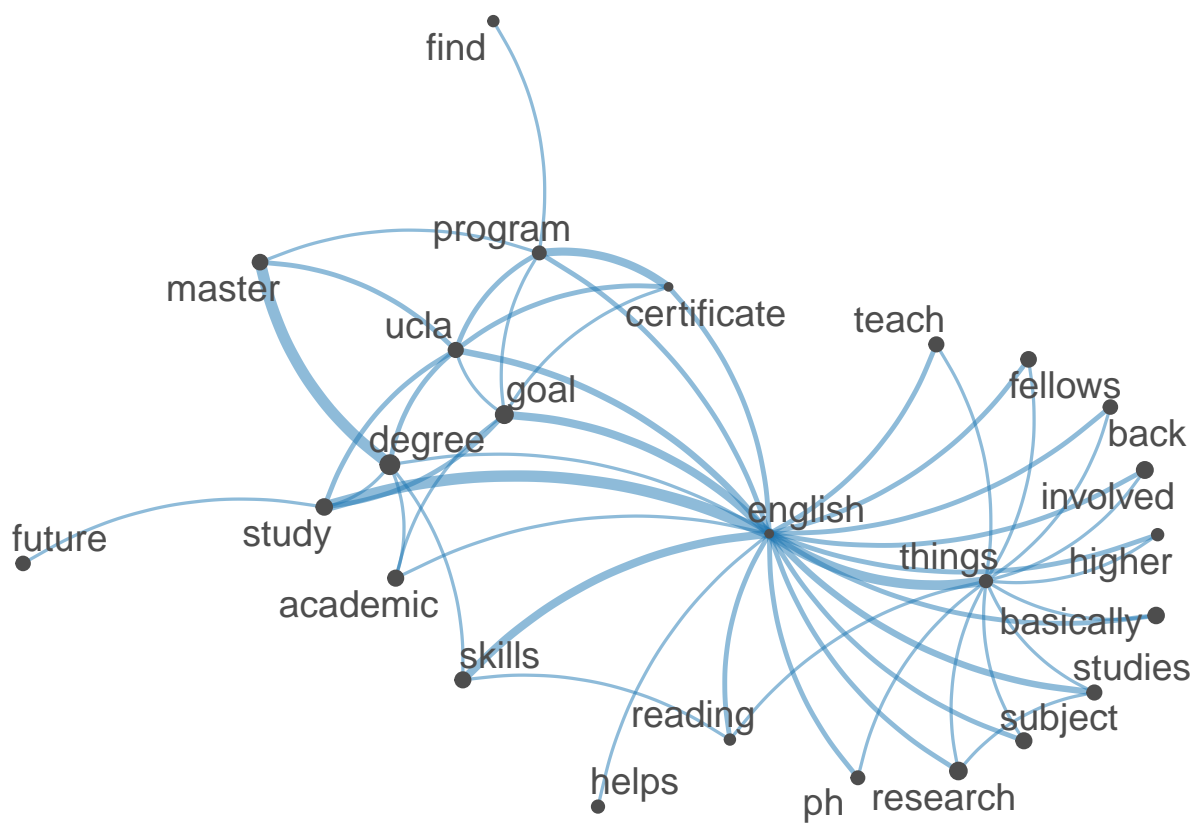 find
program
master
certificate
ucla
teach
fellows
goal
back
degree
involved
english
study
future
things
higher
academic
basically
skills
studies
reading
subject
helps
ph
research